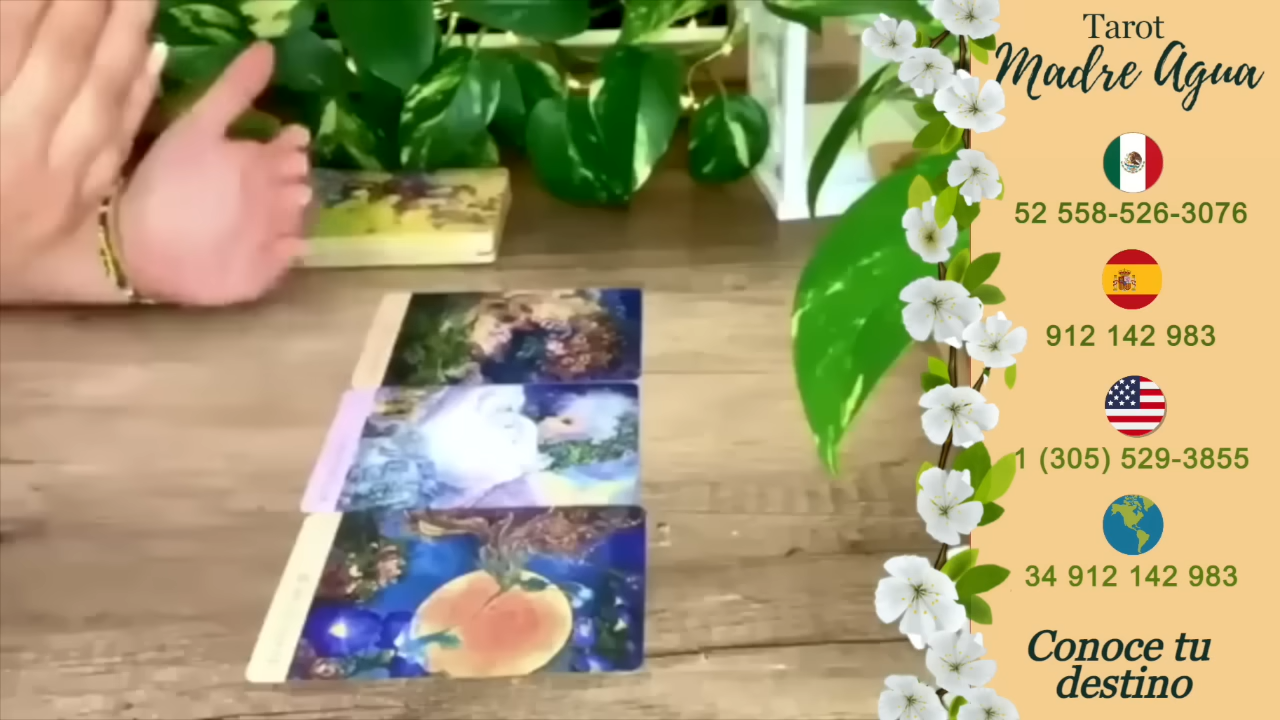 Tarot
Madre Agua
52 558-526-3076
912 142 983
1 (305) 529-3855
34 912 142 983
Conoce tu
destino